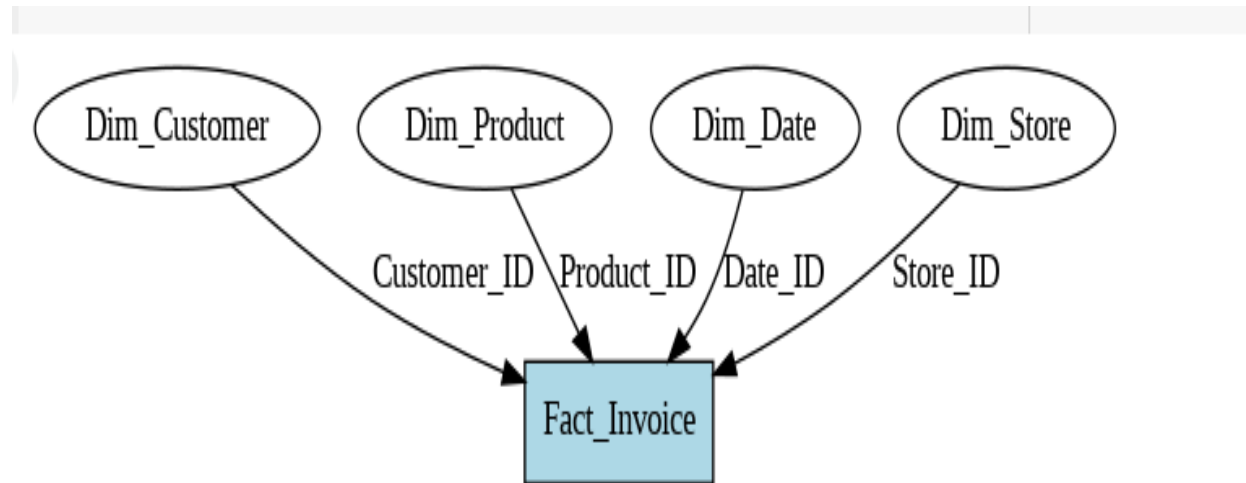 Dim_Customer
Dim_Product
Dim_Date
Dim_Store
Customer_ID
Product_ID
Date_ID
Store_ID
Fact_Invoice